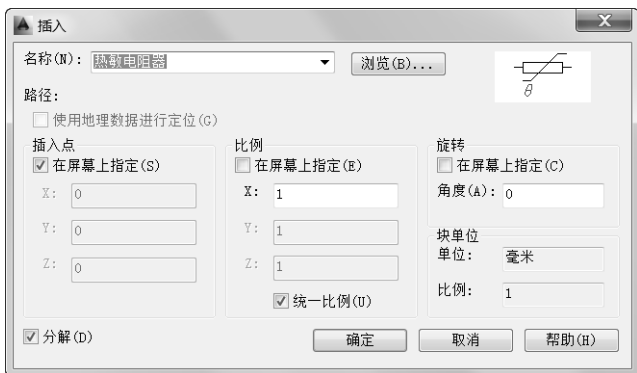 插入
名称(N): 热敏电阻器 浏览(B)...
θ
路径:
使用地理数据进行定位(G)
插入点 比例 旋转
在屏幕上指定(S) 在屏幕上指定(E) 在屏幕上指定(C)
X: 0 X: 1 角度(A): 0
Y: 0 Y: 1 块单位
单位: 毫米
Z: 0 Z: 1
统一比例(U) 比例: 1
分解(D) 确定 取消 帮助(H)